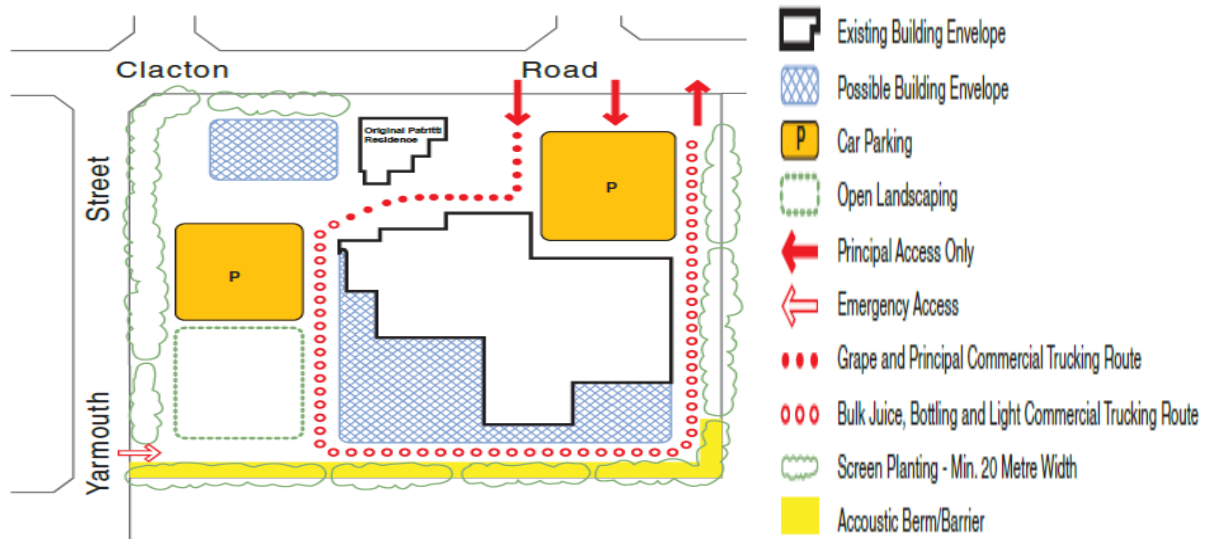 Clacton Road
Original Patritti
Residence
Street
Yarmouth
P
P
Existing Building Envelope
Possible Building Envelope
P
Car Parking
Open Landscaping
Principal Access Only
Emergency Access
Grape and Principal Commercial Trucking Route
Bulk Juice, Bottling and Light Commercial Trucking Route
Screen Planting - Min. 20 Metre Width
Accoustic Berm/Barrier